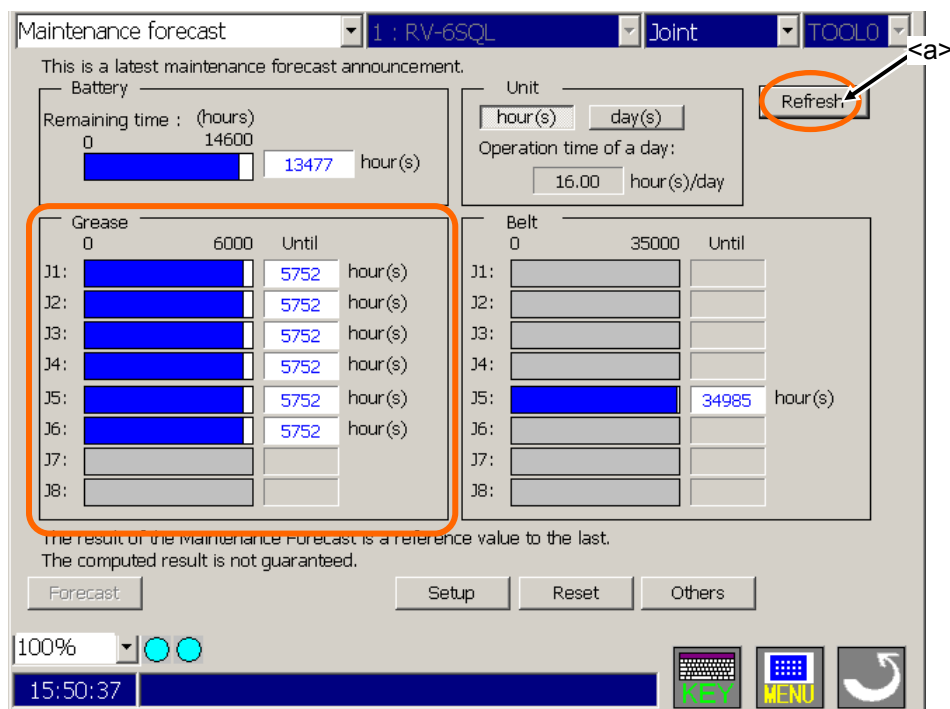 Maintenance forecast 1 : RV-6SQL Joint TOOL0
<a>
This is a latest maintenance forecast announcement.
Battery
Remaining time : (hours)
0 14600
13477 hour(s)
Unit
hour(s) day(s)
Operation time of a day:
16.00 hour(s)/day
Refresh
Grease
0 6000 Until
J1: 5752 hour(s)
J2: 5752 hour(s)
J3: 5752 hour(s)
J4: 5752 hour(s)
J5: 5752 hour(s)
J6: 5752 hour(s)
J7:
J8:
Belt
0 35000 Until
J1:
J2:
J3:
J4:
J5: 34985 hour(s)
J6:
J7:
J8:
The result of the Maintenance Forecast is a reference value to the last.
The computed result is not guaranteed.
Forecast Setup Reset Others
100%
15:50:37
KEY MENU